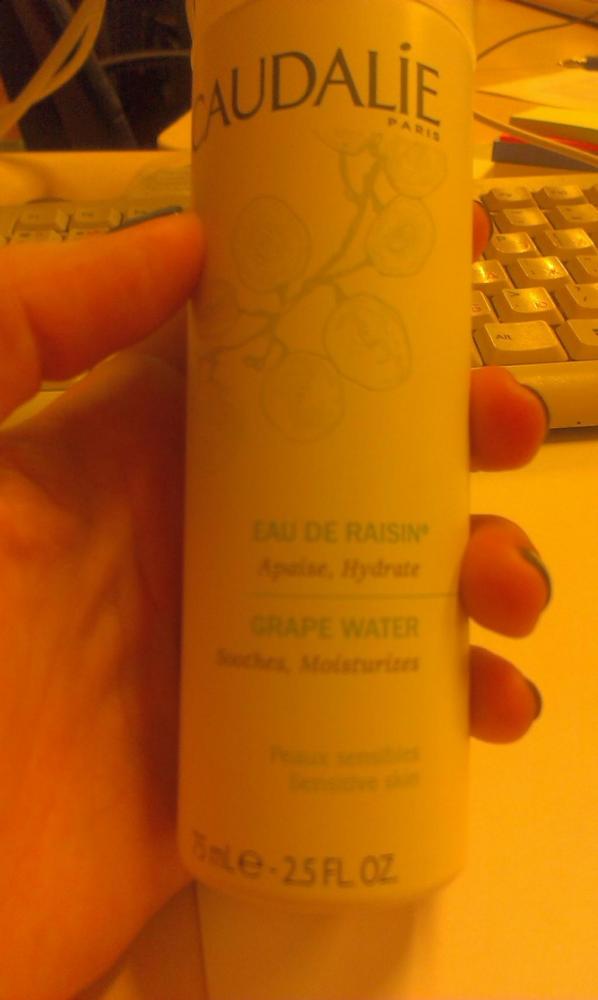 CAUDALIE
PARIS
EAU DE RAISIN®
Apaise, Hydrate
GRAPE WATER
Soothes, Moisturizes
Peaux sensibles
Sensitive skin
75 mL e - 2.5 FL. OZ.
Alt